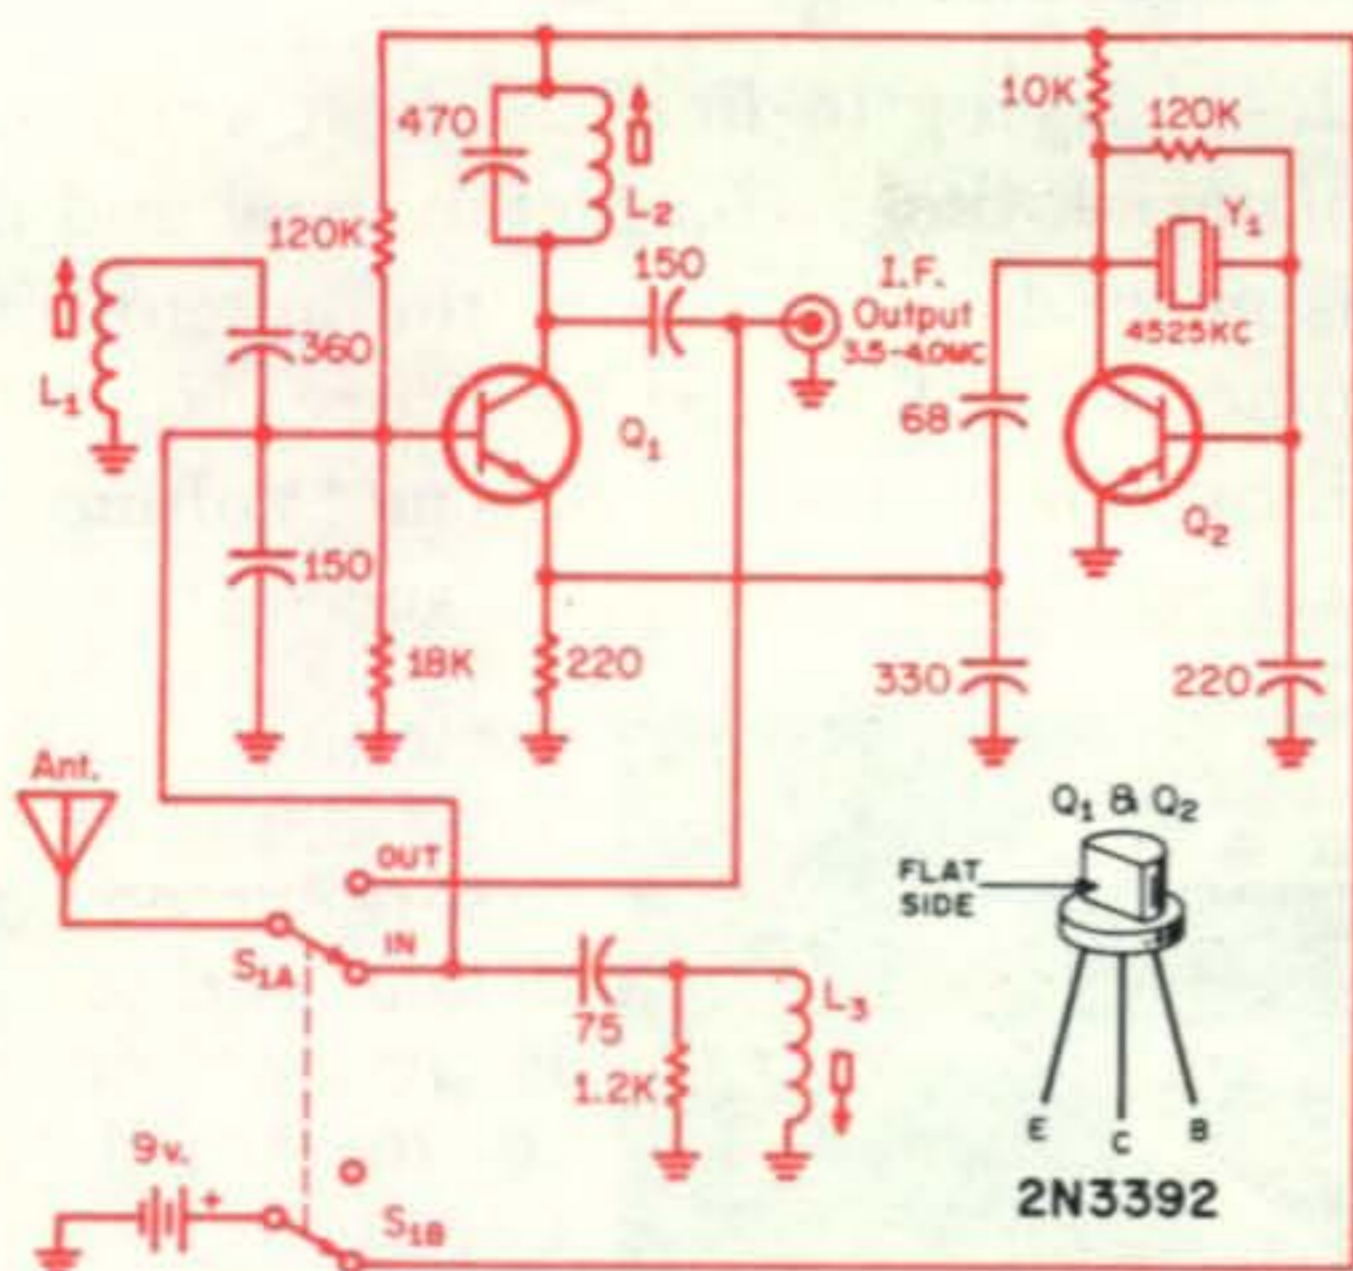 470
L2
10K
120K
120K
150
I.F.
Output
3.5-4.0MC
Y1
4525KC
L1
360
Q1
68
Q2
150
18K
220
330
220
Ant.
OUT
IN
S1A
75
1.2K
L3
9v.
+
S1B
Q1 & Q2
FLAT
SIDE
E
C
B
2N3392